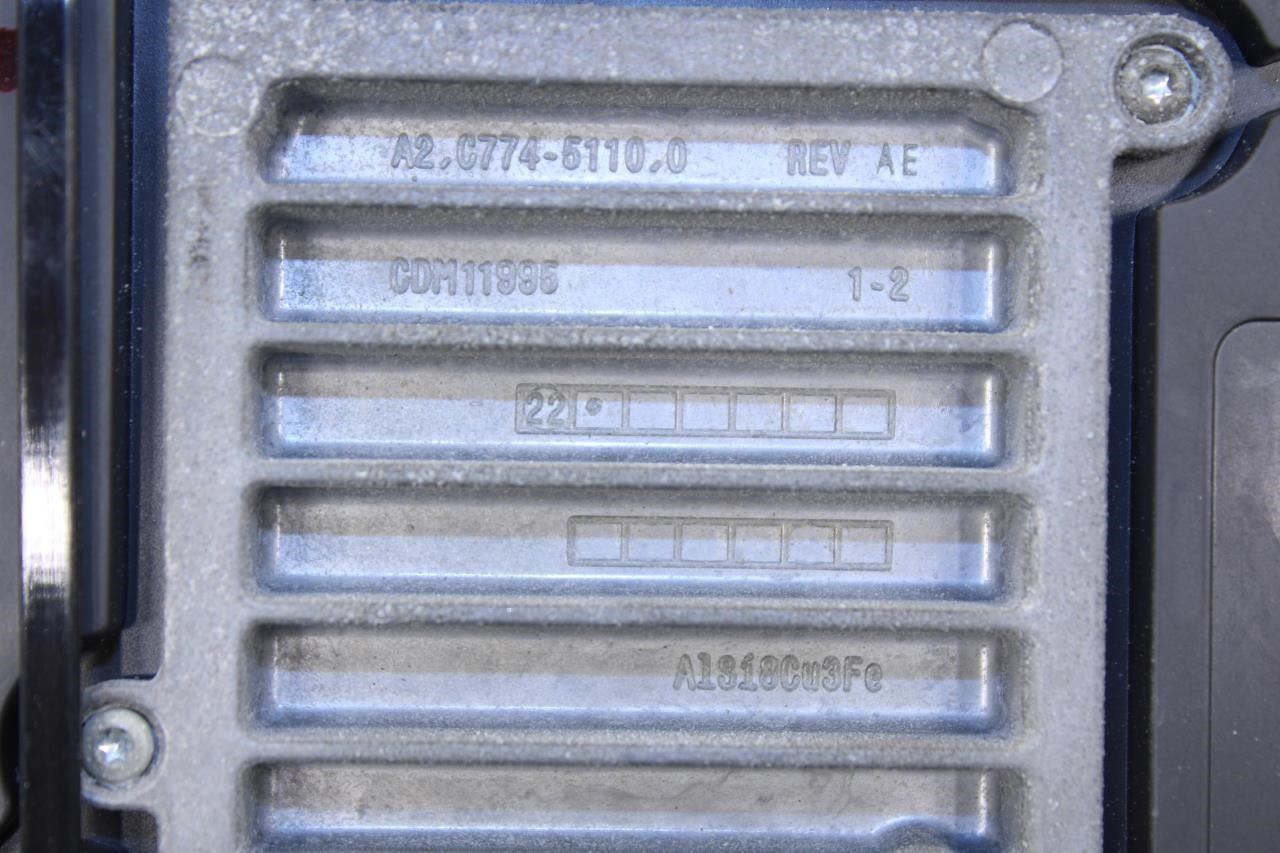 A2.C774-5110.0 REV AE
CDM11995 1-2
22
AlSi8Cu3Fe